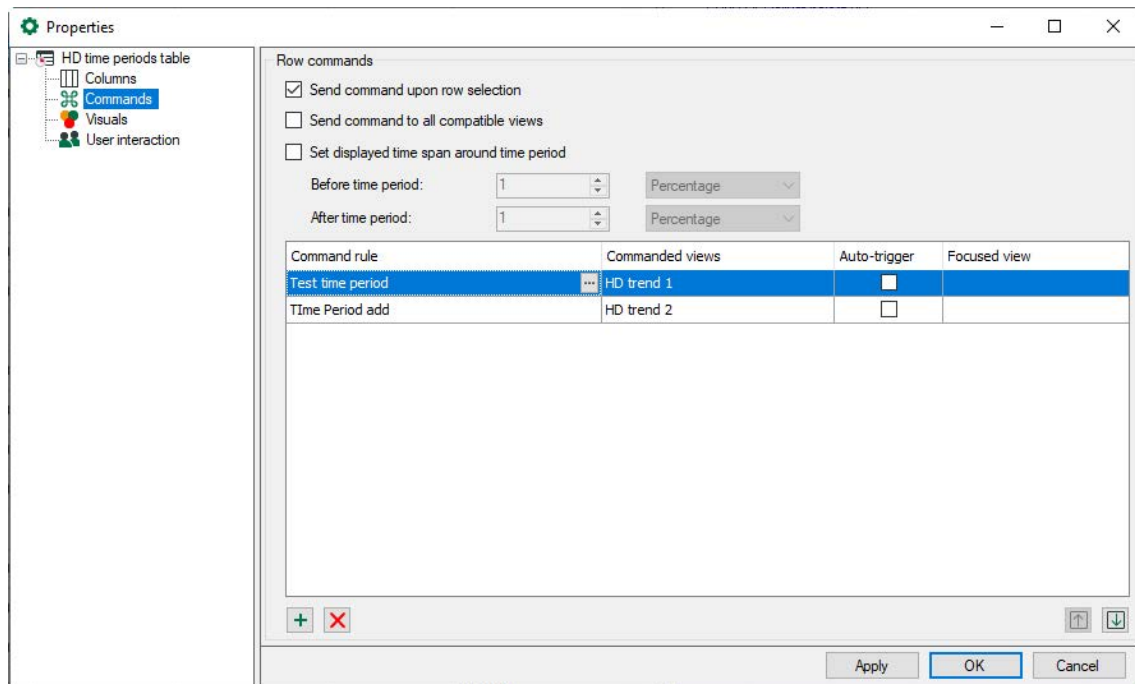 Properties
HD time periods table
Columns
Commands
Visuals
User interaction
Row commands
Send command upon row selection
Send command to all compatible views
Set displayed time span around time period
Before time period: 1 Percentage
After time period: 1 Percentage
Command rule Commanded views Auto-trigger Focused view
Test time period ... HD trend 1
TIme Period add HD trend 2
Apply OK Cancel